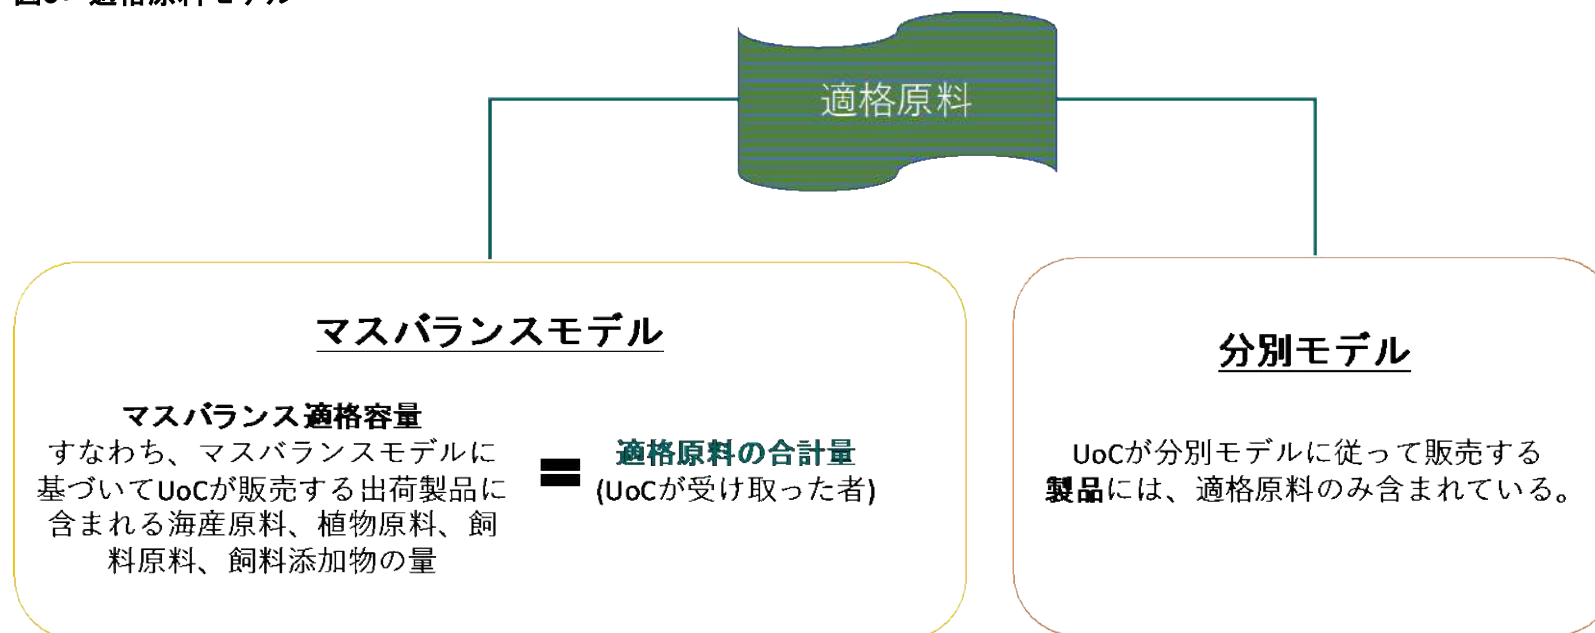 適格原料モデル
適格原料
マスバランスモデル
マスバランス適格容量
すなわち、マスバランスモデルに
基づいてUoCが販売する出荷製品に
含まれる海産原料、植物原料、飼
料原料、飼料添加物の量
=
適格原料の合計量
(UoCが受け取った者)
分別モデル
UoCが分別モデルに従って販売する
製品には、適格原料のみ含まれている。